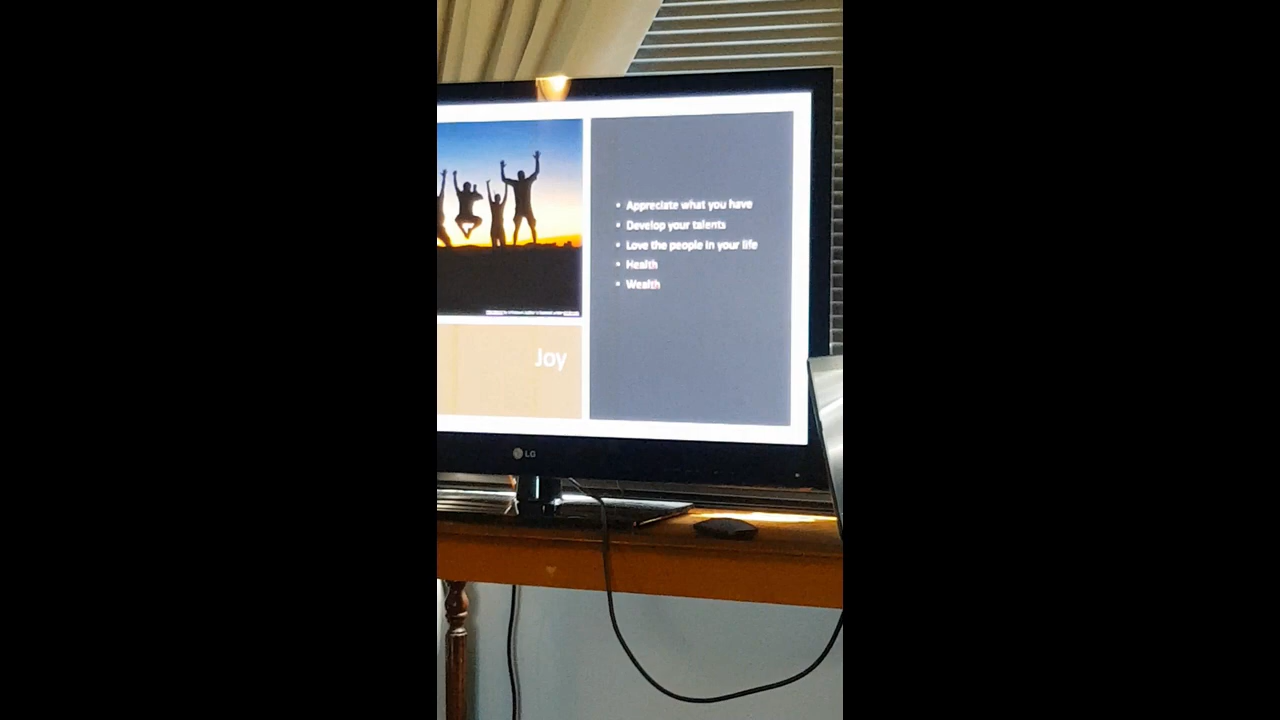 Appreciate what you have
Develop your talents
Love the people in your life
Health
Wealth
Joy
LG